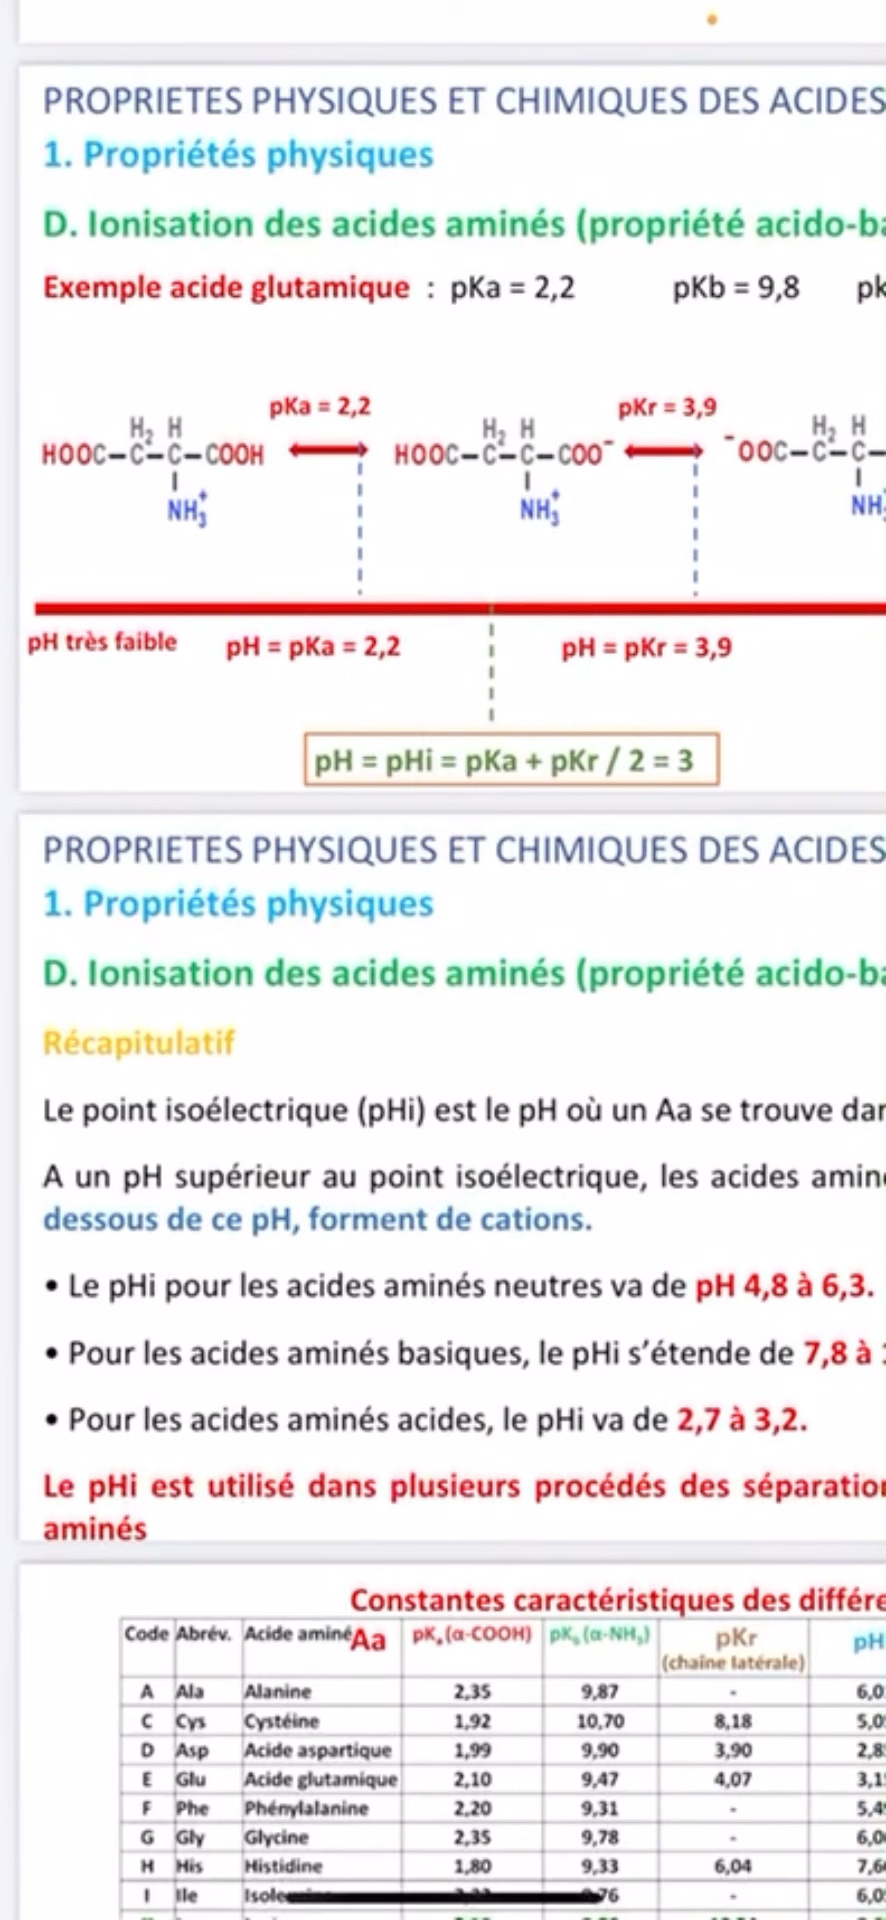 PROPRIETES PHYSIQUES ET CHIMIQUES DES ACIDES
1. Propriétés physiques
D. Ionisation des acides aminés (propriété acido-ba
Exemple acide glutamique : pKa = 2,2 pKb = 9,8 pk
pKa = 2,2 pKr = 3,9
H₂ H H₂ H H₂ H
HOOC–C–C–COOH HOOC–C–C–COO⁻ ⁻OOC–C–C–
NH₃⁺ NH₃⁺ NH
pH très faible pH = pKa = 2,2 pH = pKr = 3,9
pH = pHi = pKa + pKr / 2 = 3
PROPRIETES PHYSIQUES ET CHIMIQUES DES ACIDES
1. Propriétés physiques
D. Ionisation des acides aminés (propriété acido-ba
Récapitulatif
Le point isoélectrique (pHi) est le pH où un Aa se trouve dan
A un pH supérieur au point isoélectrique, les acides amin
dessous de ce pH, forment de cations.
• Le pHi pour les acides aminés neutres va de pH 4,8 à 6,3.
• Pour les acides aminés basiques, le pHi s'étende de 7,8 à
• Pour les acides aminés acides, le pHi va de 2,7 à 3,2.
Le pHi est utilisé dans plusieurs procédés des séparation
aminés
Constantes caractéristiques des différe
Code Abrév. Acide aminé Aa pKₐ (α-COOH) pK♭ (α-NH₃) pKr pH
(chaîne latérale)
A Ala Alanine 2,35 9,87 - 6,0
C Cys Cystéine 1,92 10,70 8,18 5,0
D Asp Acide aspartique 1,99 9,90 3,90 2,8
E Glu Acide glutamique 2,10 9,47 4,07 3,1
F Phe Phénylalanine 2,20 9,31 - 5,4
G Gly Glycine 2,35 9,78 - 6,0
H His Histidine 1,80 9,33 6,04 7,6
I Ile Isole 76 - 6,0